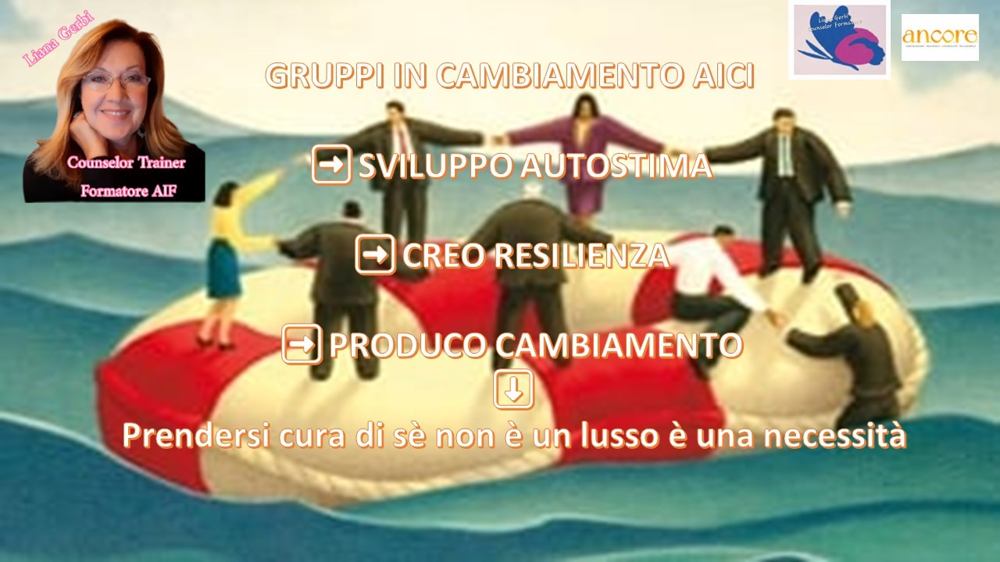 Liana Gerbi
Counselor Trainer
Formatore AIF
Liana Gerbi
Counselor Formatore
ancore
GRUPPI IN CAMBIAMENTO AICI
➡ SVILUPPO AUTOSTIMA
➡ CREO RESILIENZA
➡ PRODUCO CAMBIAMENTO
⬇
Prendersi cura di sè non è un lusso è una necessità